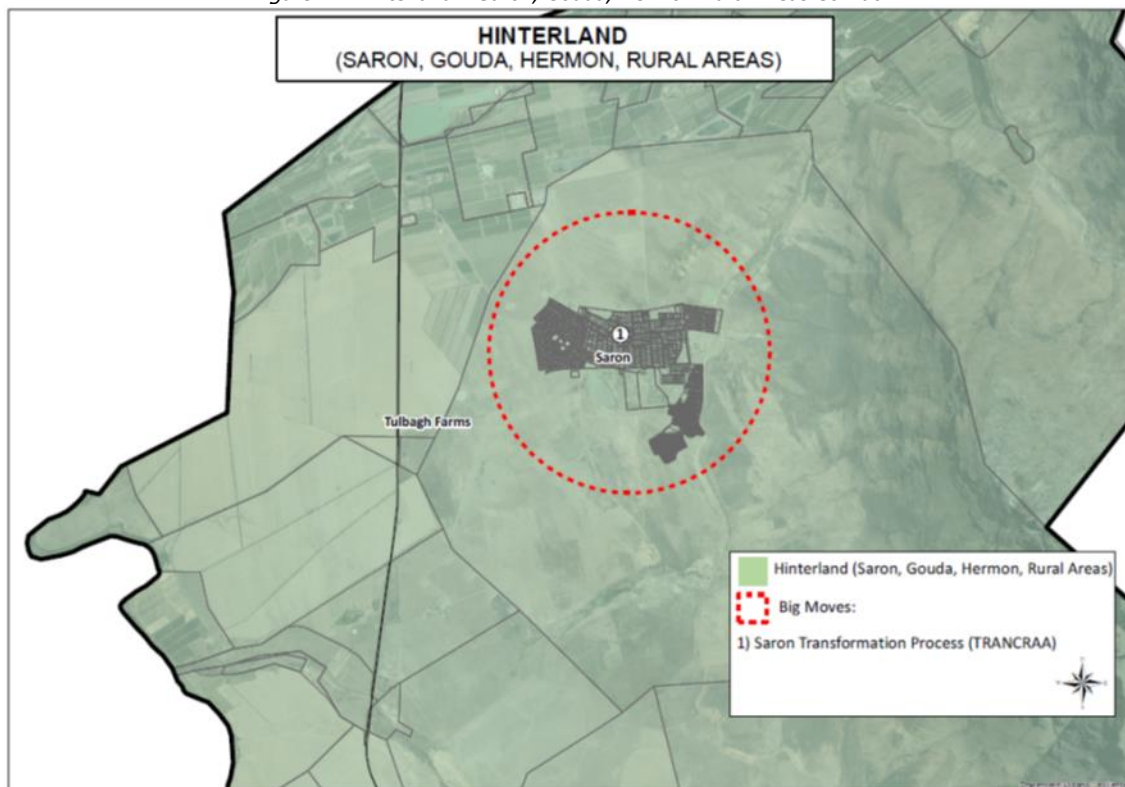 HINTERLAND
(SARON, GOUDA, HERMON, RURAL AREAS)
1
Saron
Tulbagh Farms
Hinterland (Saron, Gouda, Hermon, Rural Areas)
Big Moves:
1) Saron Transformation Process (TRANCRAA)